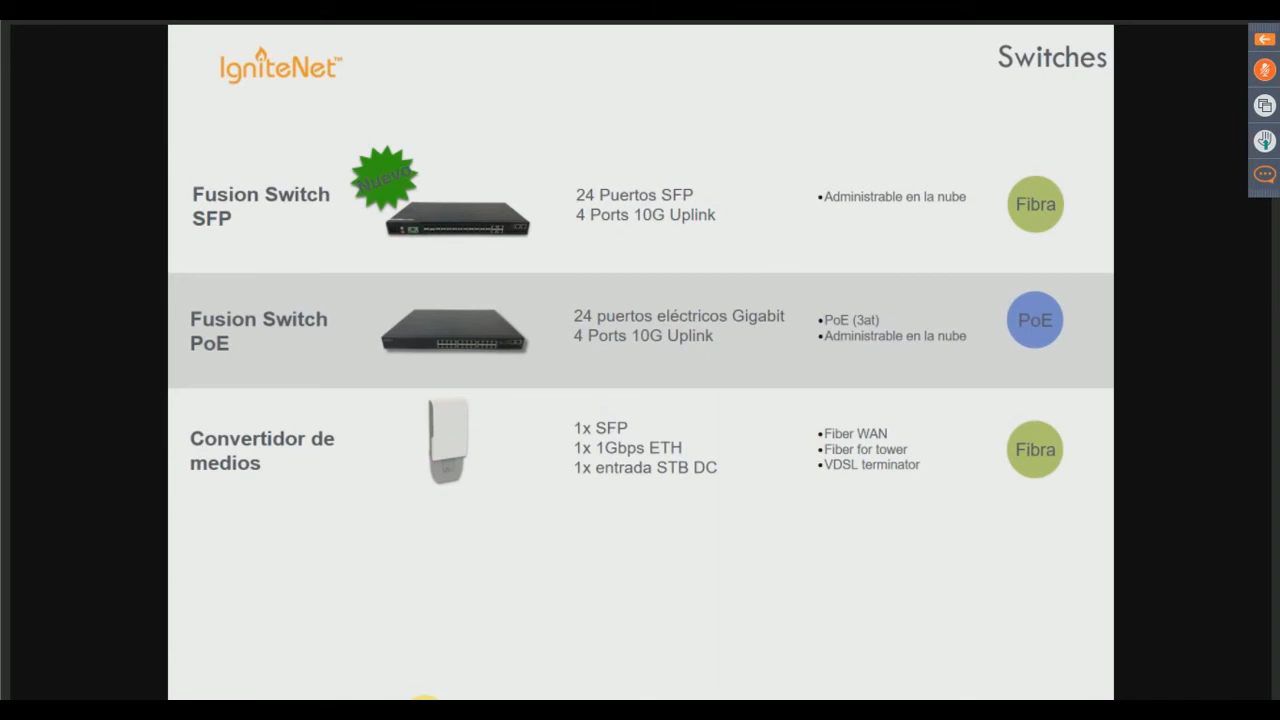 IgniteNet™
Switches
Fusion Switch
SFP
Nuevo
24 Puertos SFP
4 Ports 10G Uplink
•Administrable en la nube
Fibra
Fusion Switch
PoE
24 puertos eléctricos Gigabit
4 Ports 10G Uplink
•PoE (3at)
•Administrable en la nube
PoE
Convertidor de
medios
1x SFP
1x 1Gbps ETH
1x entrada STB DC
•Fiber WAN
•Fiber for tower
•VDSL terminator
Fibra